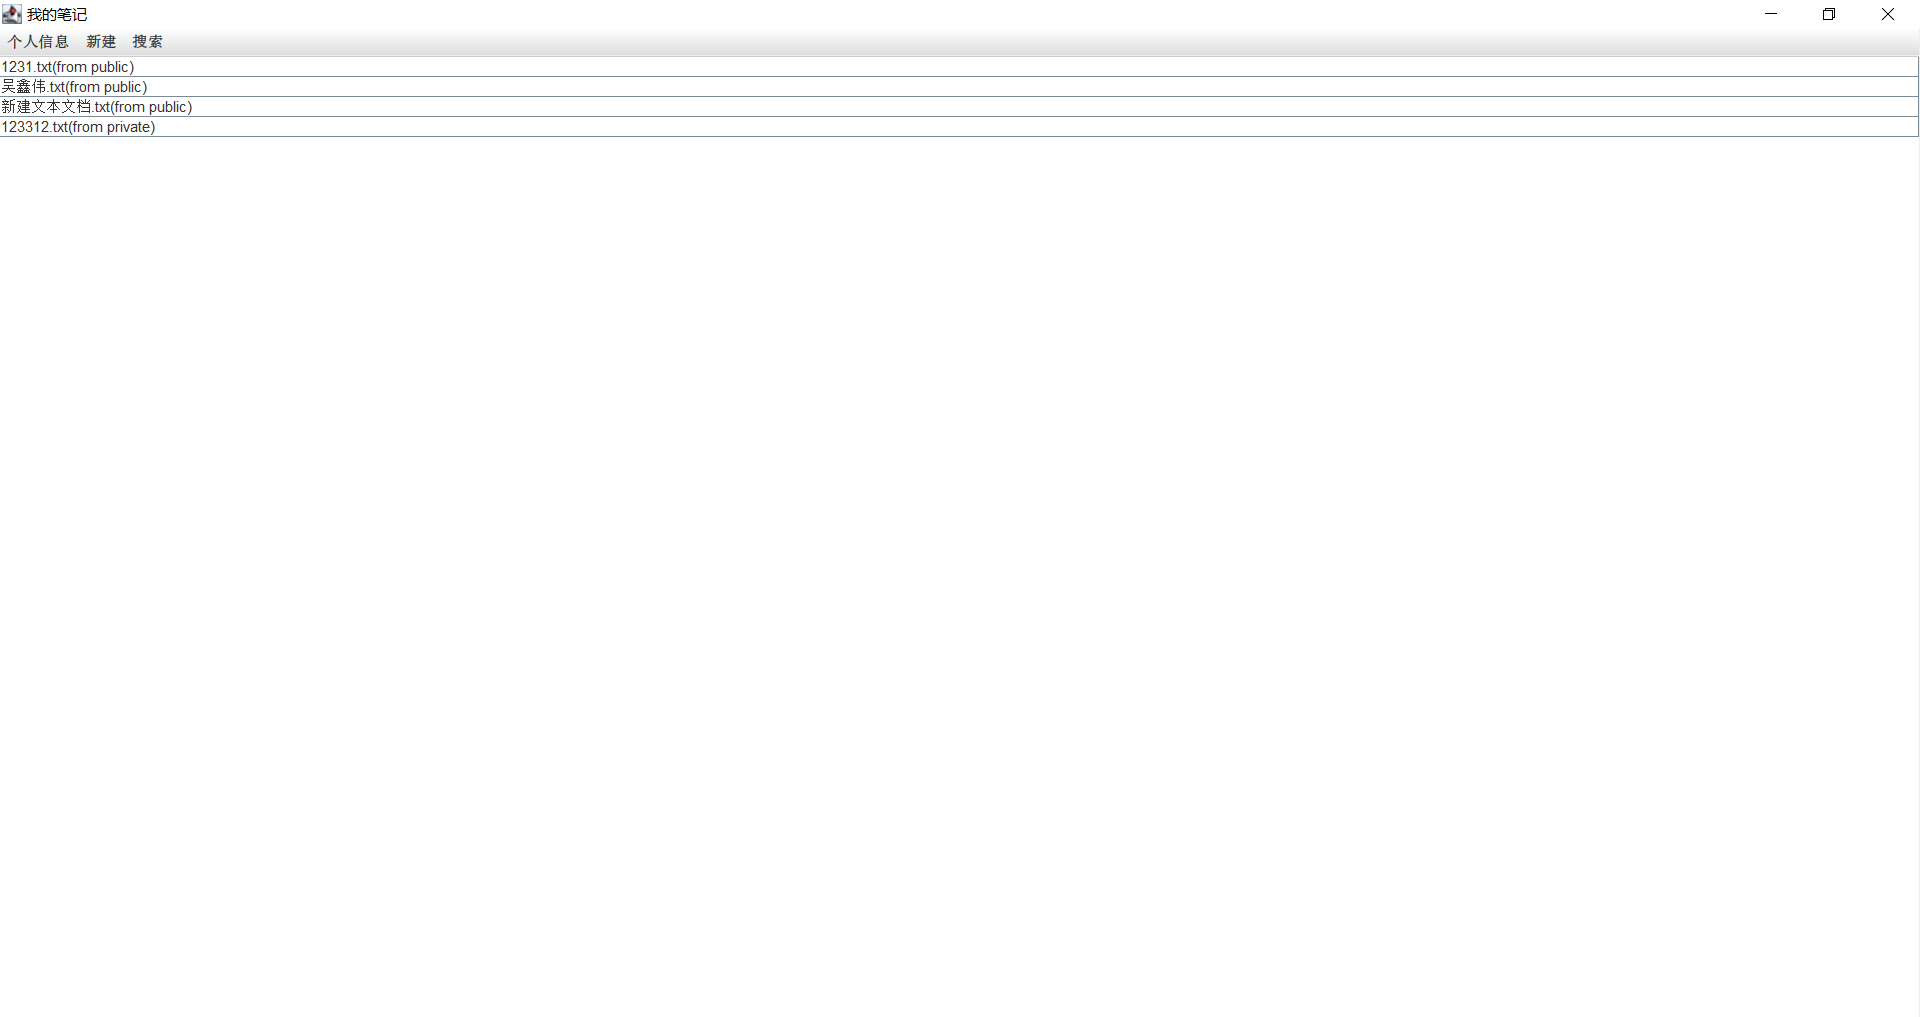 我的笔记
个人信息 新建 搜索
1231.txt(from public)
吴鑫伟.txt(from public)
新建文本文档.txt(from public)
123312.txt(from private)